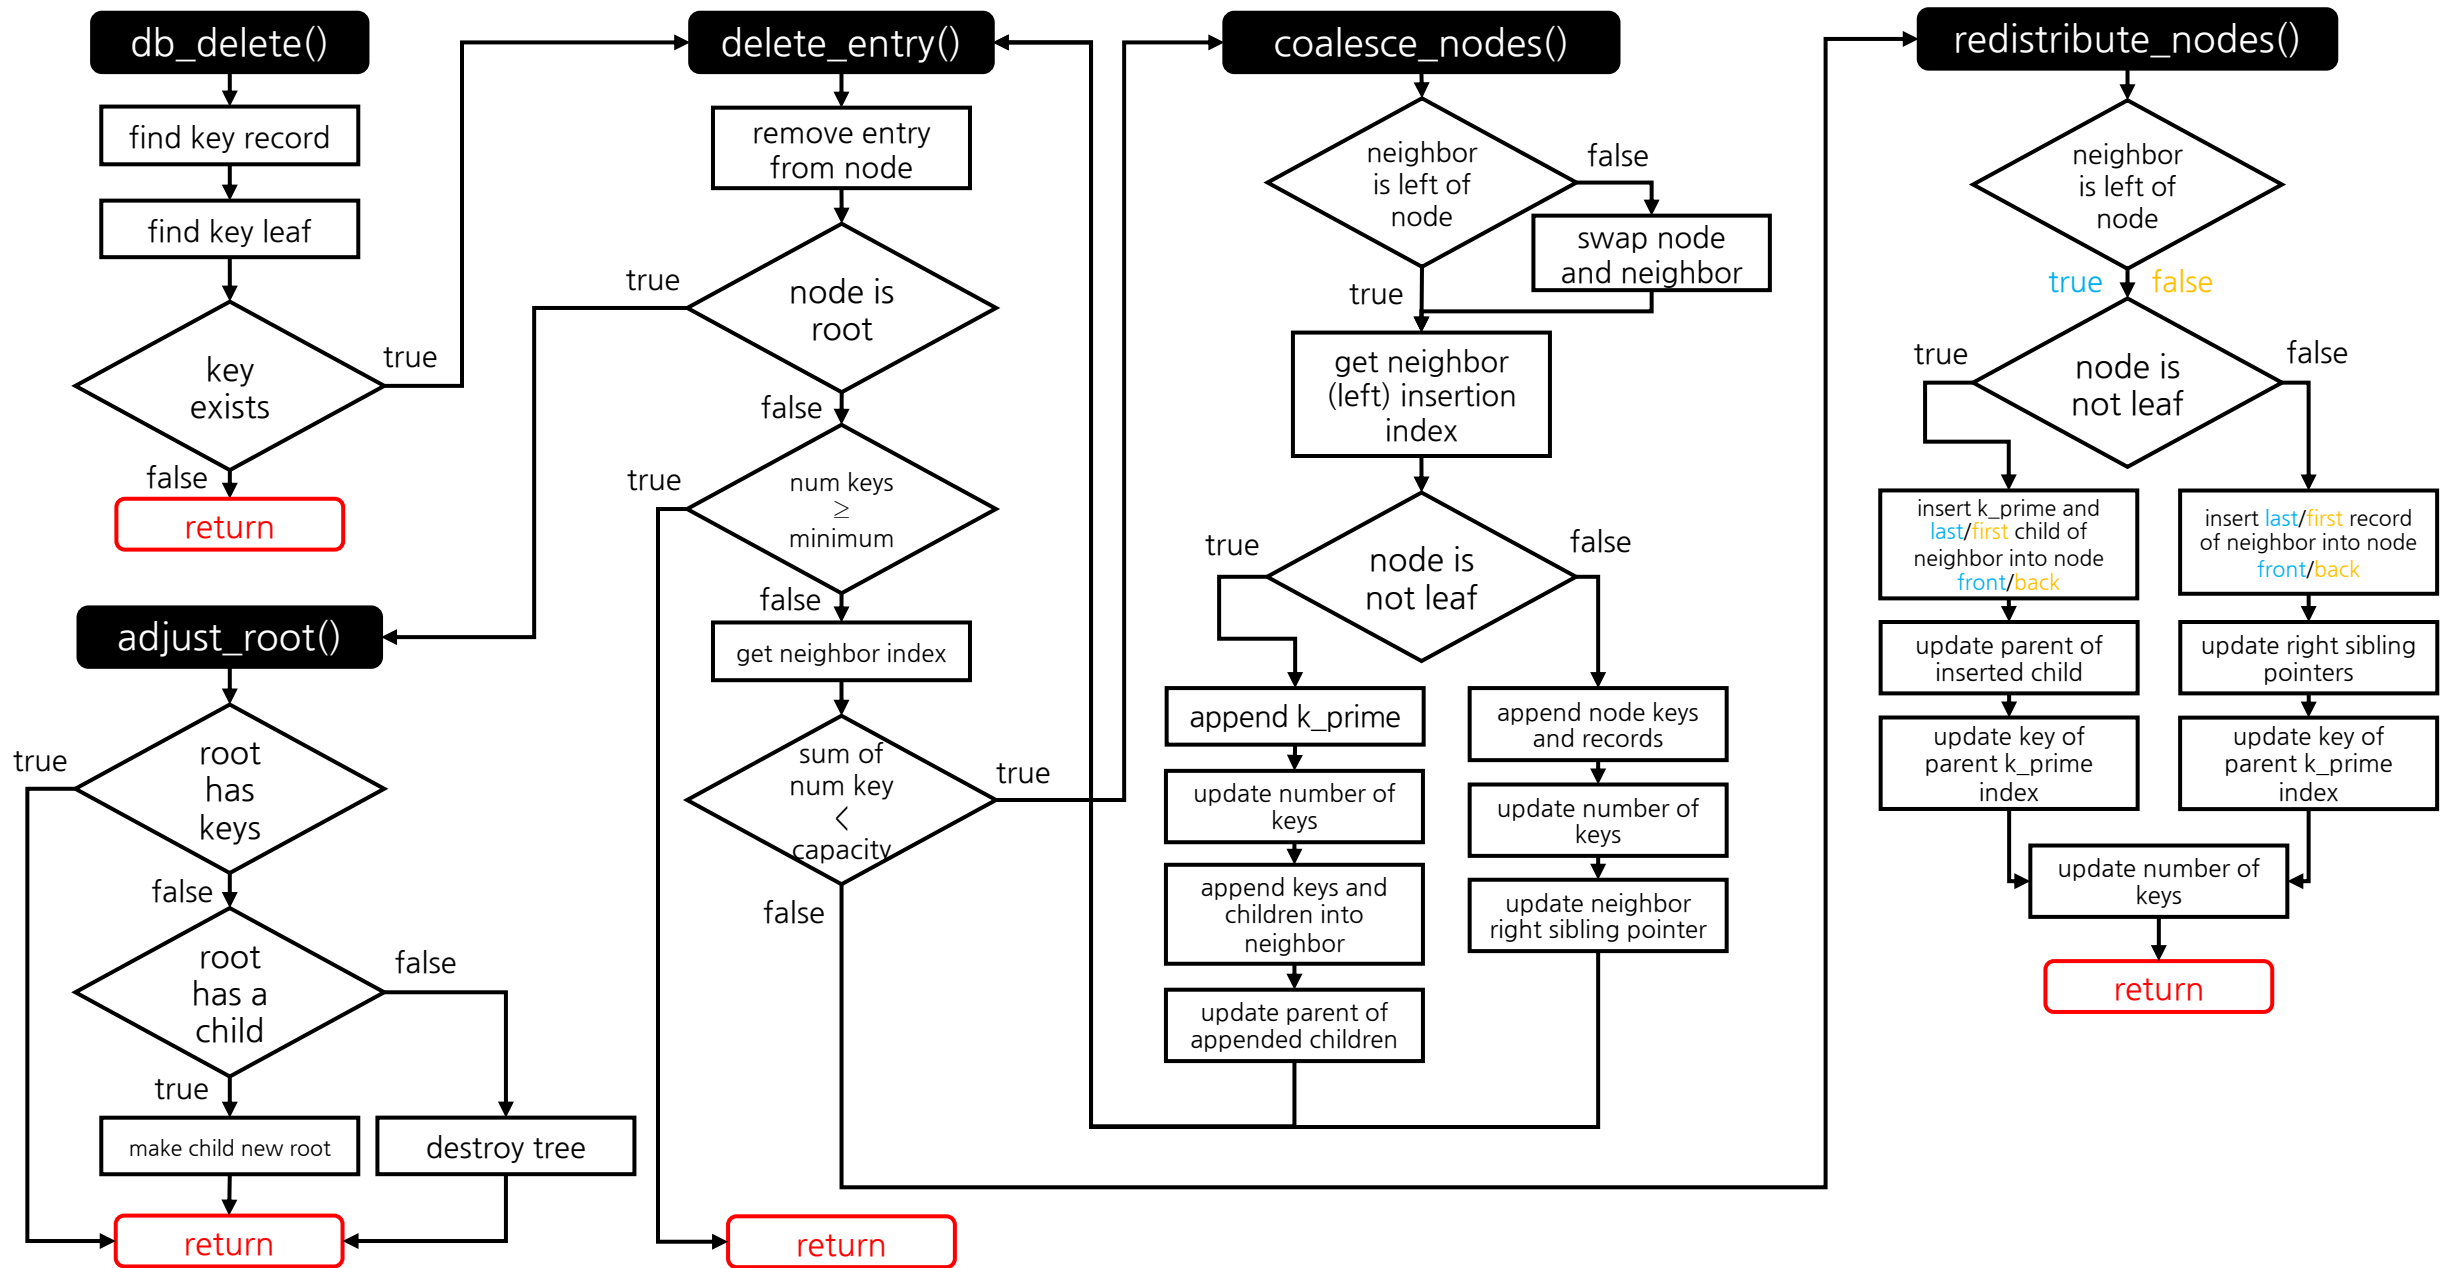 db_delete()
find key record
find key leaf
key
exists
true
false
return
adjust_root()
root
has
keys
true
false
root
has a
child
false
true
make child new root
destroy tree
return
delete_entry()
remove entry
from node
true
node is
root
false
true
num keys
≥
minimum
false
get neighbor index
sum of
num key
<
capacity
true
false
return
coalesce_nodes()
neighbor
is left of
node
false
swap node
and neighbor
true
get neighbor
(left) insertion
index
true
node is
not leaf
false
append k_prime
update number of
keys
append keys and
children into
neighbor
update parent of
appended children
append node keys
and records
update number of
keys
update neighbor
right sibling pointer
redistribute_nodes()
neighbor
is left of
node
true false
true
node is
not leaf
false
insert k_prime and
last/first child of
neighbor into node
front/back
update parent of
inserted child
update key of
parent k_prime
index
insert last/first record
of neighbor into node
front/back
update right sibling
pointers
update key of
parent k_prime
index
update number of
keys
return